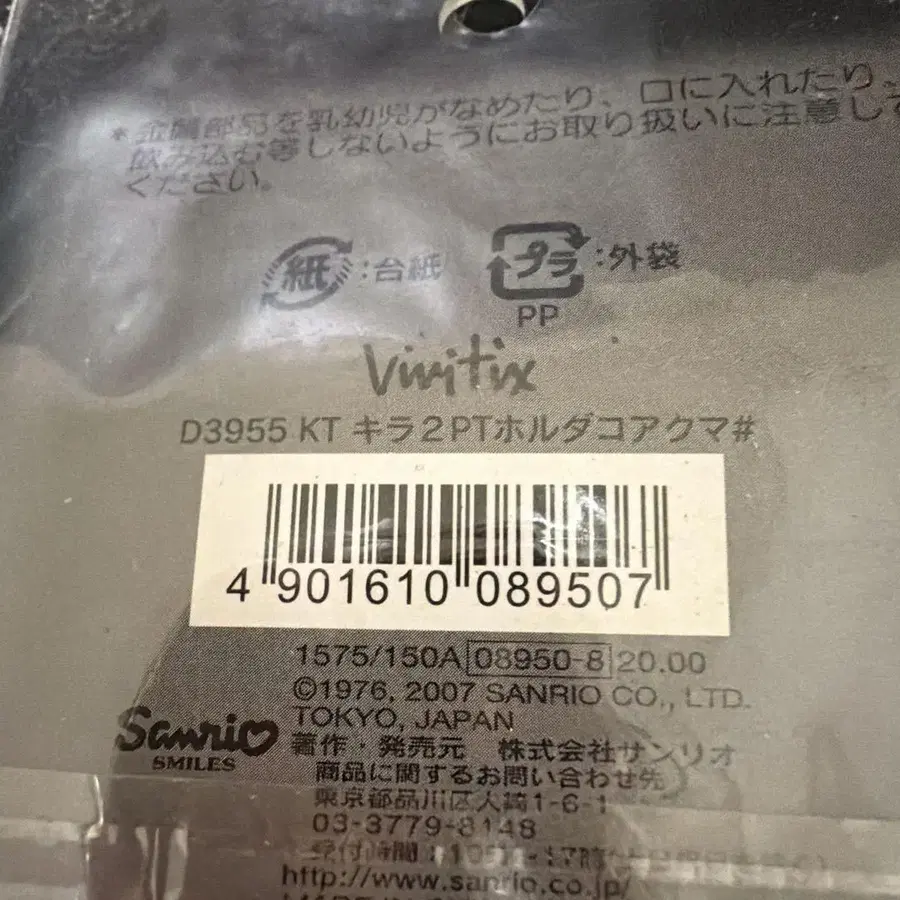 *金属部品を乳幼児がなめたり、口に入れたり、
飲み込む等しないようにお取り扱いに注意して
ください。
紙:台紙
プラ:外袋
PP
Vivitix
D3955 KT キラ2PTホルダコアクマ#
4 901610 089507
1575/150A 08950-8 20.00
©1976, 2007 SANRIO CO., LTD.
TOKYO, JAPAN
Sanrio
SMILES
著作・発売元 株式会社サンリオ
商品に関するお問い合わせ先
東京都品川区大崎1-6-1
03-3779-8148
受付時間:
http://www.sanrio.co.jp/